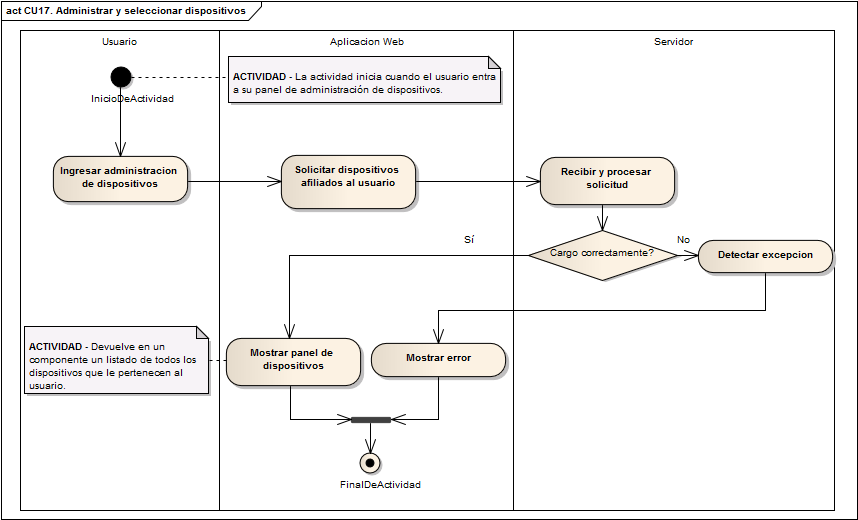 act CU17. Administrar y seleccionar dispositivos
Usuario
Aplicacion Web
Servidor
ACTIVIDAD - La actividad inicia cuando el usuario entra
a su panel de administración de dispositivos.
InicioDeActividad
Ingresar administracion
de dispositivos
Solicitar dispositivos
afiliados al usuario
Recibir y procesar
solicitud
Sí
Cargo correctamente?
No
Detectar excepcion
ACTIVIDAD - Devuelve en un
componente un listado de todos los
dispositivos que le pertenecen al
usuario.
Mostrar panel de
dispositivos
Mostrar error
FinalDeActividad